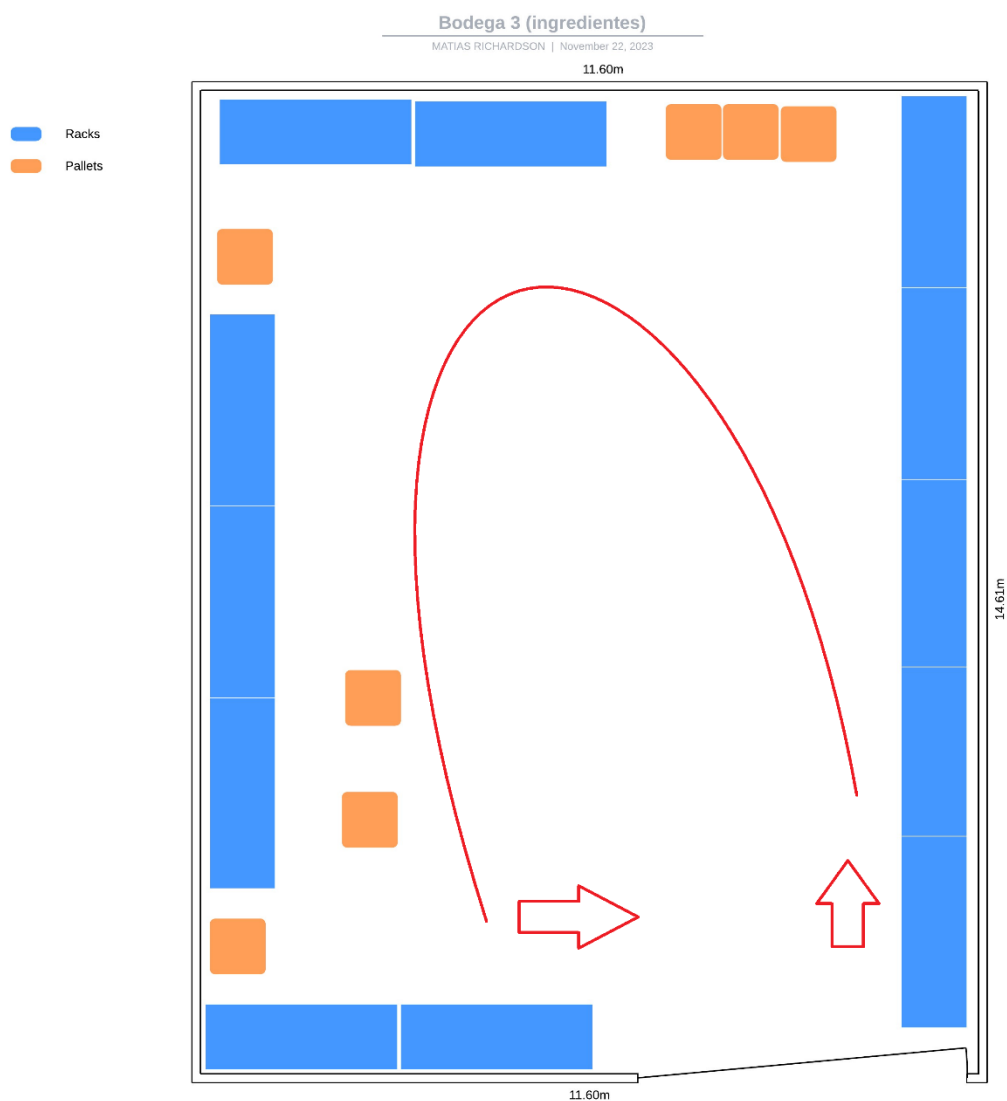 Bodega 3 (ingredientes)
MATIAS RICHARDSON | November 22, 2023
11.60m
Racks
Pallets
14.61m
11.60m